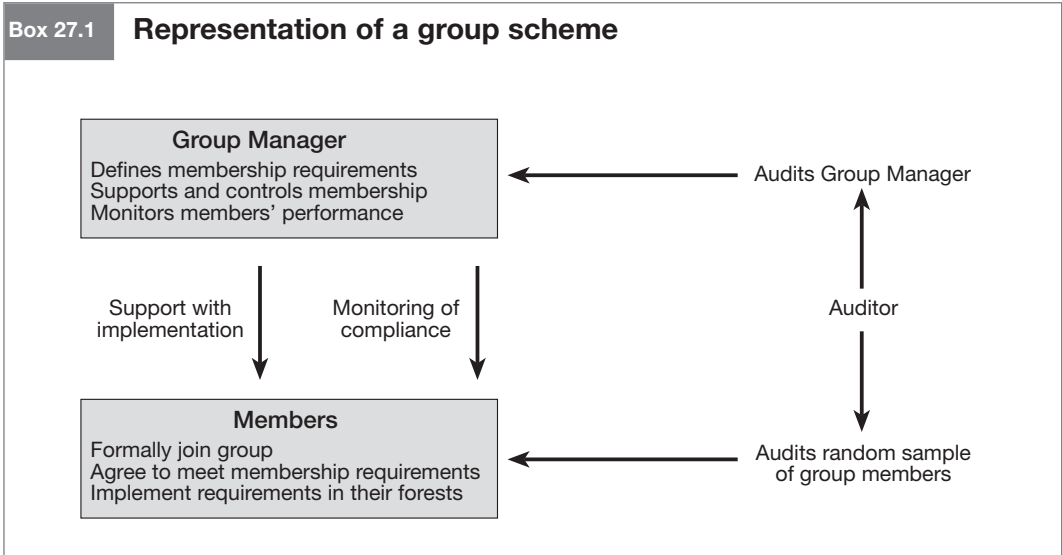 Box 27.1
Representation of a group scheme
Group Manager
Defines membership requirements
Supports and controls membership
Monitors members’ performance
Audits Group Manager
Support with
implementation
Monitoring of
compliance
Auditor
Members
Formally join group
Agree to meet membership requirements
Implement requirements in their forests
Audits random sample
of group members